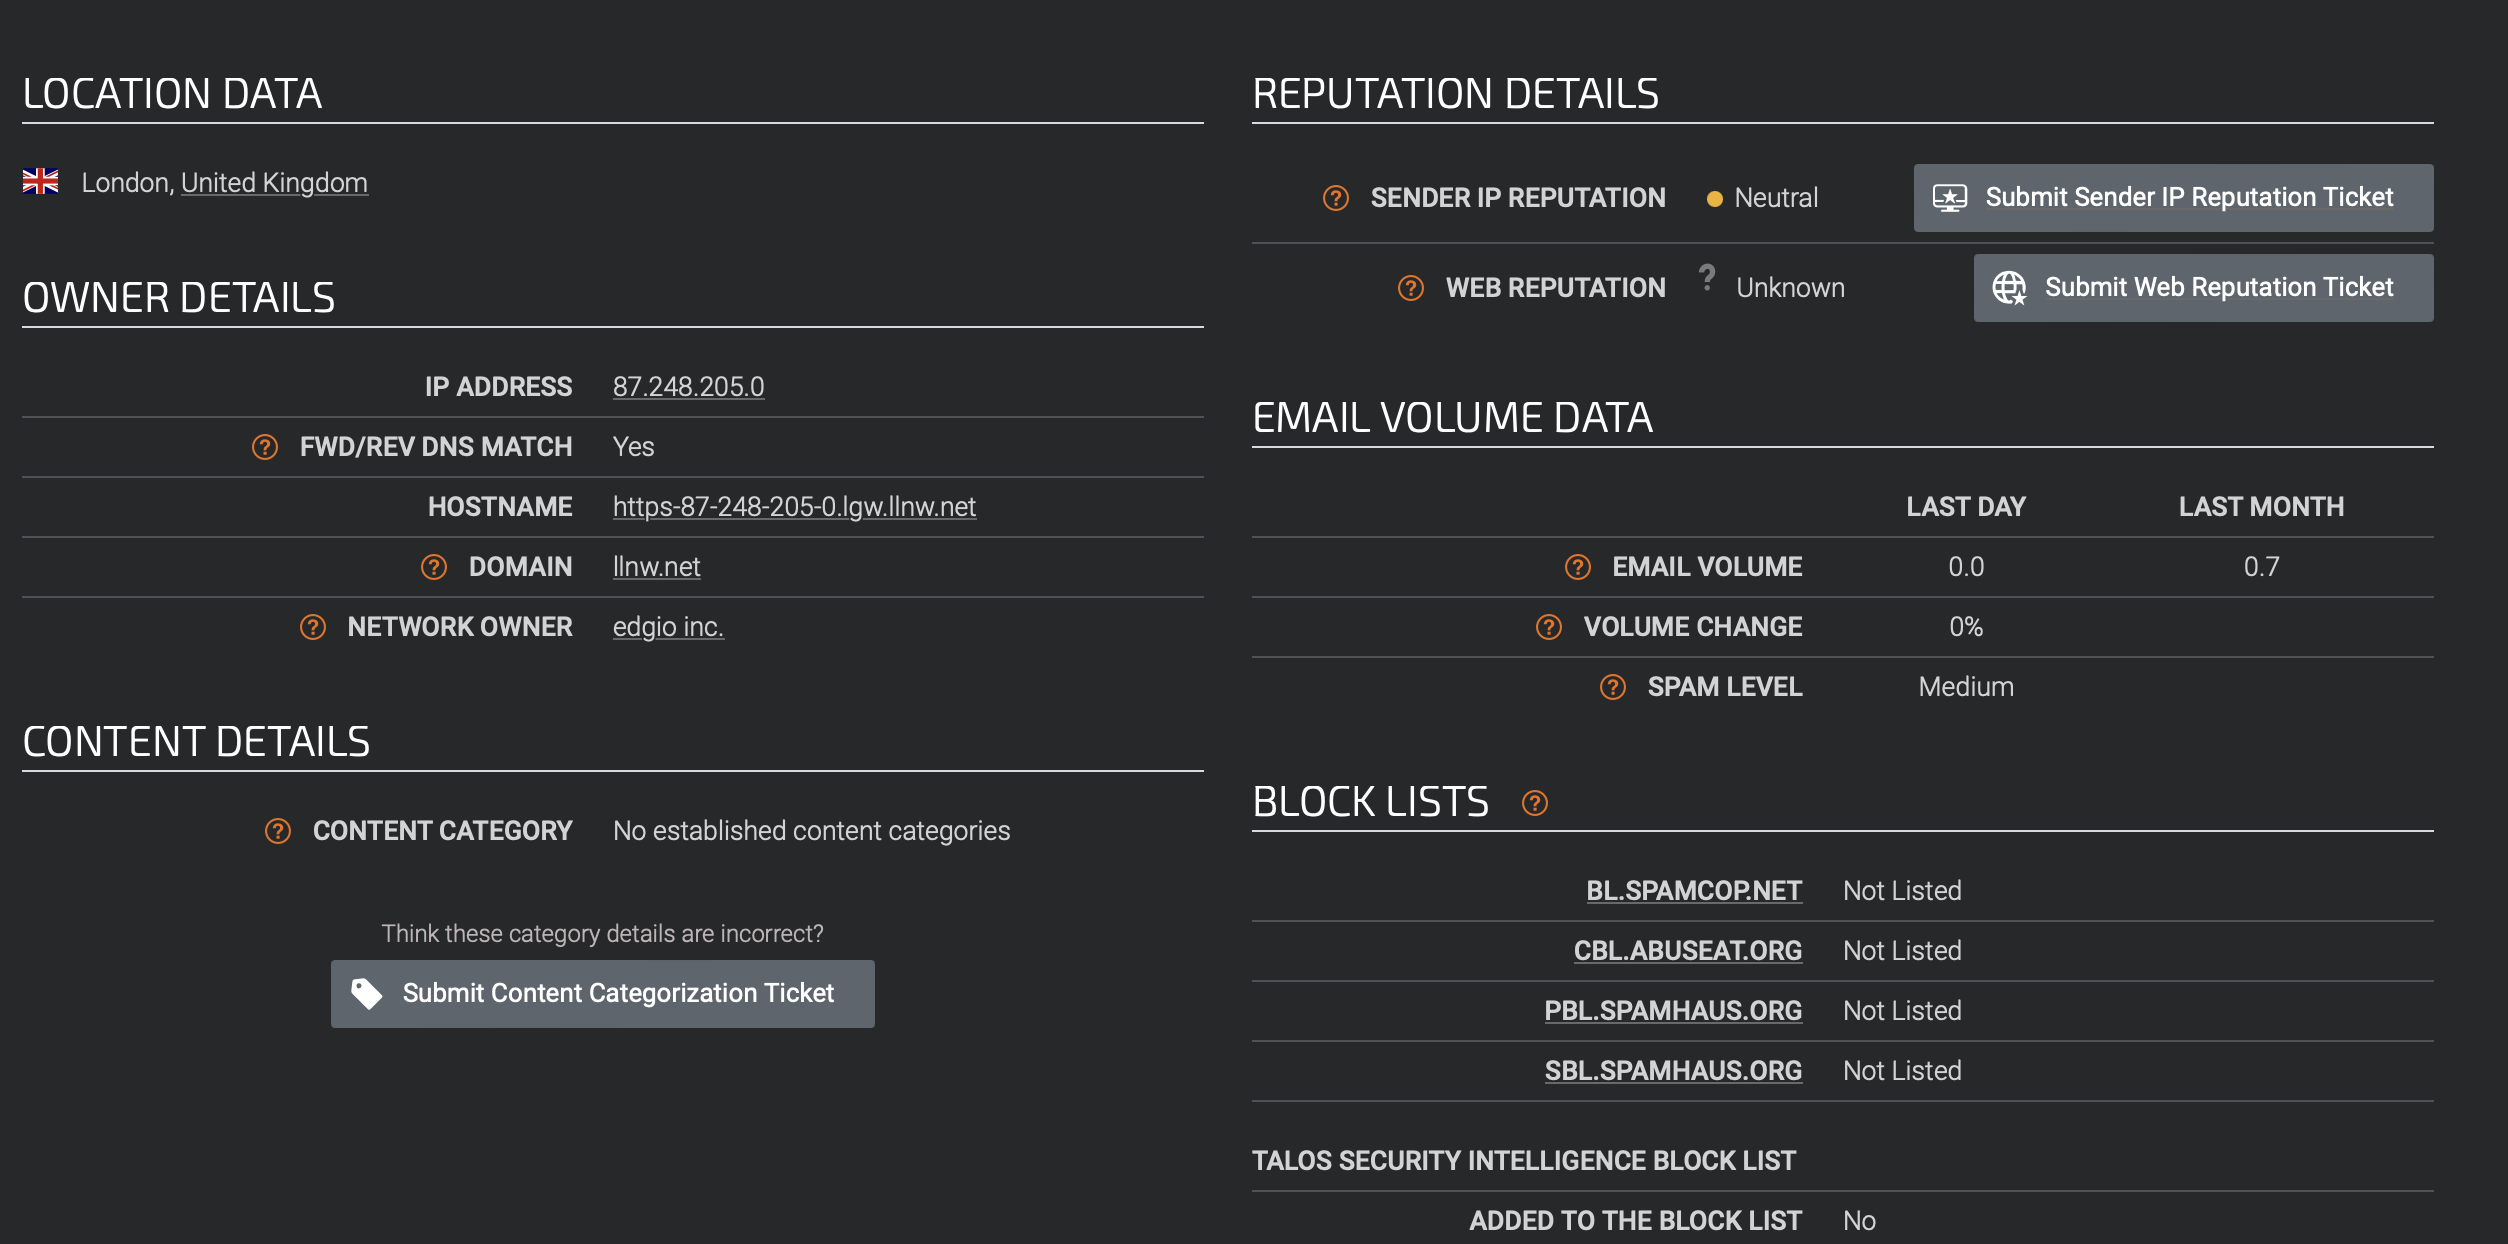 LOCATION DATA
London, United Kingdom
OWNER DETAILS
IP ADDRESS 87.248.205.0
FWD/REV DNS MATCH Yes
HOSTNAME https-87-248-205-0.lgw.llnw.net
DOMAIN llnw.net
NETWORK OWNER edgio inc.
CONTENT DETAILS
CONTENT CATEGORY No established content categories
Think these category details are incorrect?
Submit Content Categorization Ticket
REPUTATION DETAILS
? SENDER IP REPUTATION Neutral Submit Sender IP Reputation Ticket
? WEB REPUTATION ? Unknown Submit Web Reputation Ticket
EMAIL VOLUME DATA
LAST DAY LAST MONTH
? EMAIL VOLUME 0.0 0.7
? VOLUME CHANGE 0%
? SPAM LEVEL Medium
BLOCK LISTS ?
BL.SPAMCOP.NET Not Listed
CBL.ABUSEAT.ORG Not Listed
PBL.SPAMHAUS.ORG Not Listed
SBL.SPAMHAUS.ORG Not Listed
TALOS SECURITY INTELLIGENCE BLOCK LIST
ADDED TO THE BLOCK LIST No